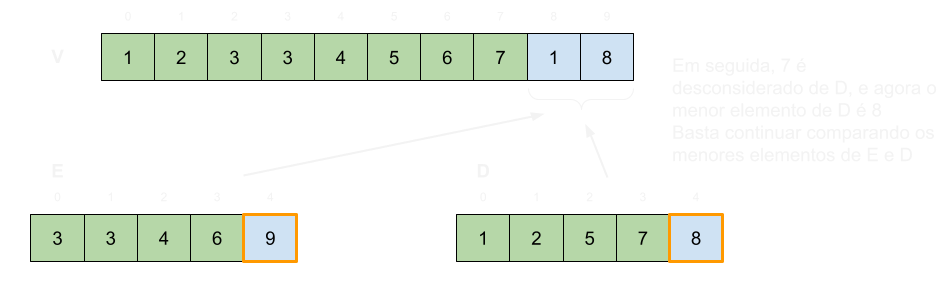 0 1 2 3 3 5 6 7 8 9
V 1 2 3 3 4 5 6 7 1 8
Em seguida, 7 é
desconsiderado de D, e agora o
menor elemento de D é 8
Basta continuar comparando os
menores elementos de E e D
E
0 1 2 3 4
3 3 4 6 9
D
0 1 2 3 4
1 2 5 7 8